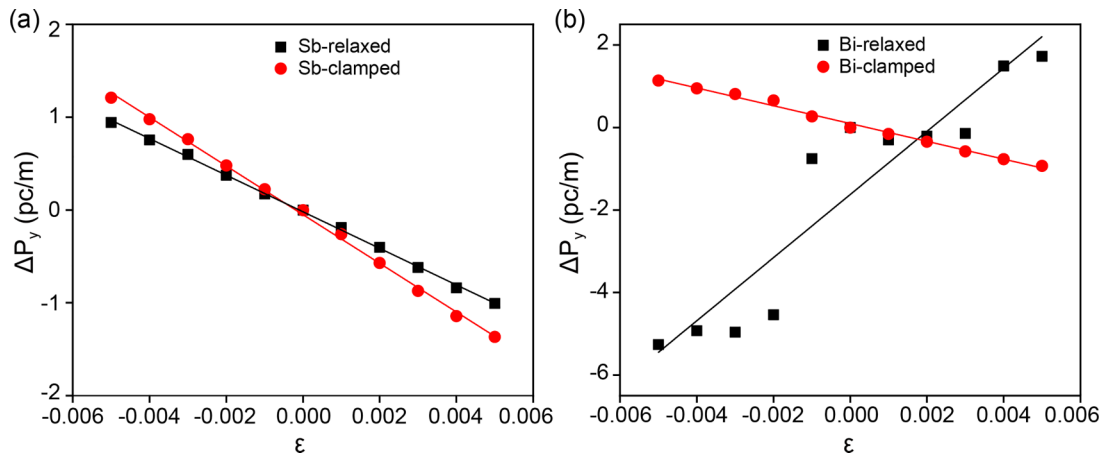 (a)
Sb-relaxed
Sb-clamped
2
1
0
-1
-2
ΔPy (pc/m)
-0.006 -0.004 -0.002 0.000 0.002 0.004 0.006
ε
(b)
Bi-relaxed
Bi-clamped
2
0
-2
-4
-6
ΔPy (pc/m)
-0.006 -0.004 -0.002 0.000 0.002 0.004 0.006
ε